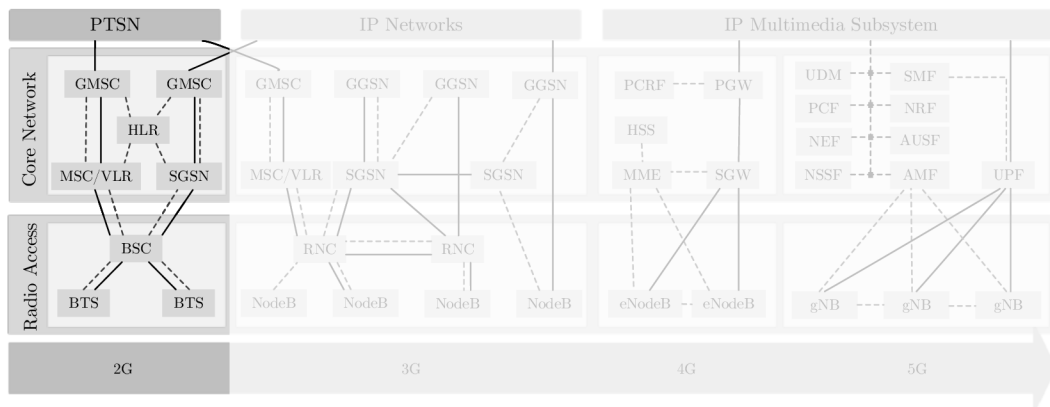 PTSN IP Networks IP Multimedia Subsystem
Core Network
GMSC GMSC GMSC GGSN GGSN GGSN PCRF PGW UDM SMF
PCF NRF
HLR HSS NEF AUSF
MSC/VLR SGSN MSC/VLR SGSN SGSN MME SGW NSSF AMF UPF
Radio Access
BSC RNC RNC
BTS BTS NodeB NodeB NodeB NodeB eNodeB eNodeB gNB gNB gNB
2G 3G 4G 5G